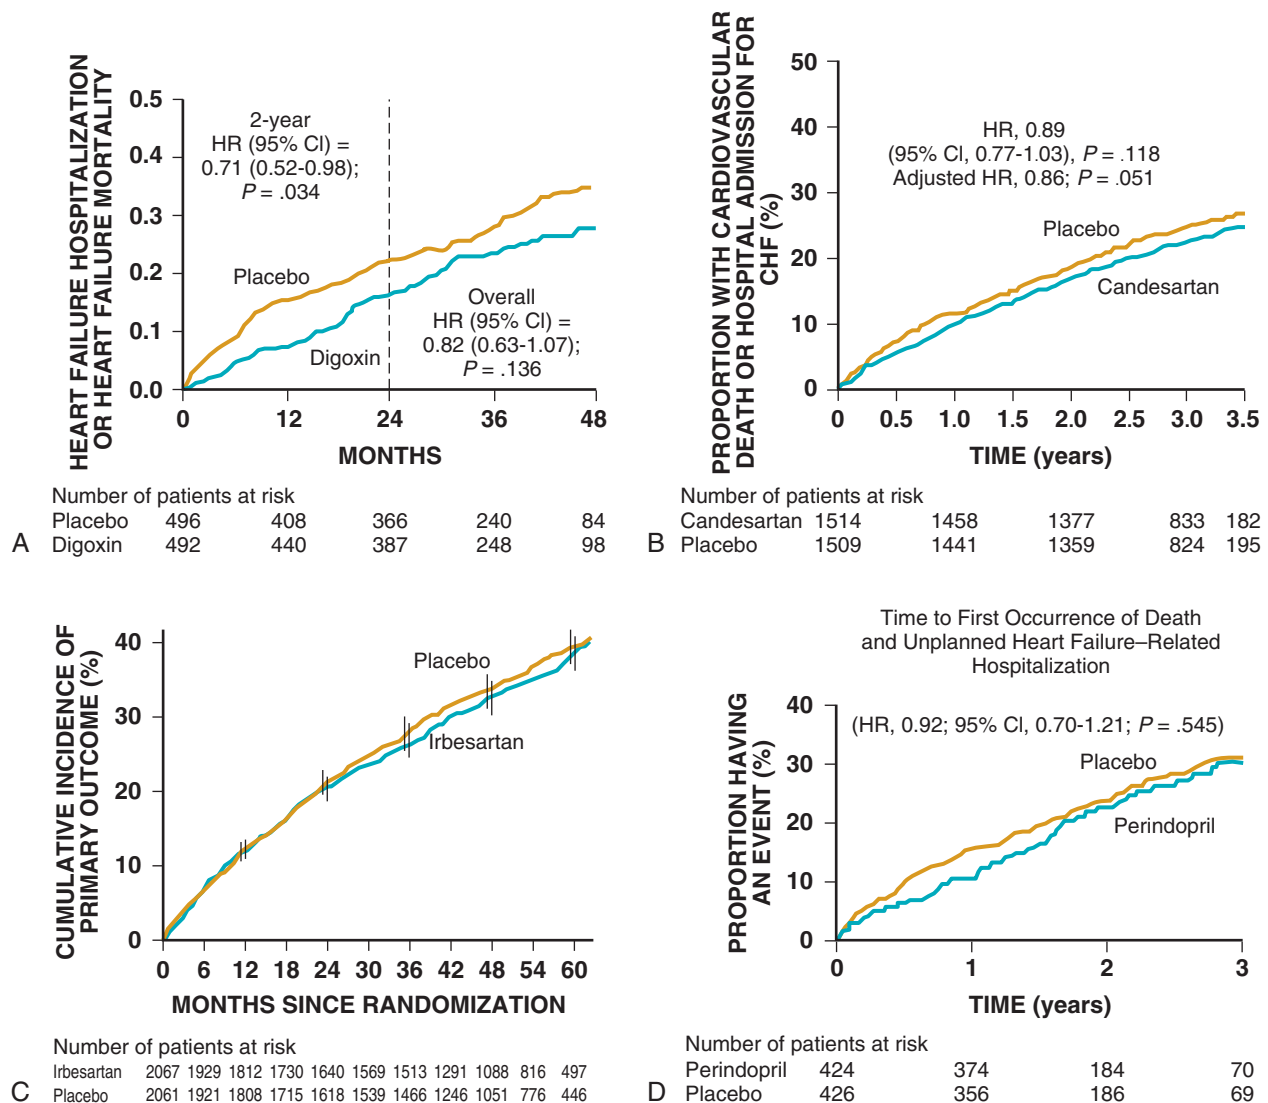 HEART FAILURE HOSPITALIZATION
OR HEART FAILURE MORTALITY
0.5
0.4
0.3
0.2
0.1
0.0
2-year
HR (95% CI) =
0.71 (0.52-0.98);
P = .034
Placebo
Digoxin
Overall
HR (95% CI) =
0.82 (0.63-1.07);
P = .136
0 12 24 36 48
MONTHS
Number of patients at risk
Placebo 496 408 366 240 84
Digoxin 492 440 387 248 98
A
PROPORTION WITH CARDIOVASCULAR
DEATH OR HOSPITAL ADMISSION FOR
CHF (%)
50
40
30
20
10
0
HR, 0.89
(95% CI, 0.77-1.03), P = .118
Adjusted HR, 0.86; P = .051
Placebo
Candesartan
0 0.5 1.0 1.5 2.0 2.5 3.0 3.5
TIME (years)
Number of patients at risk
Candesartan 1514 1458 1377 833 182
Placebo 1509 1441 1359 824 195
B
CUMULATIVE INCIDENCE OF
PRIMARY OUTCOME (%)
40
30
20
10
0
Placebo
Irbesartan
0 6 12 18 24 30 36 42 48 54 60
MONTHS SINCE RANDOMIZATION
Number of patients at risk
Irbesartan 2067 1929 1812 1730 1640 1569 1513 1291 1088 816 497
Placebo 2061 1921 1808 1715 1618 1539 1466 1246 1051 776 446
C
Time to First Occurrence of Death
and Unplanned Heart Failure–Related
Hospitalization
PROPORTION HAVING
AN EVENT (%)
40
30
20
10
0
(HR, 0.92; 95% CI, 0.70-1.21; P = .545)
Placebo
Perindopril
0 1 2 3
TIME (years)
Number of patients at risk
Perindopril 424 374 184 70
Placebo 426 356 186 69
D